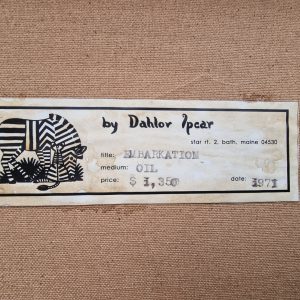 by Dahlov Ipcar
star rt. 2, bath, maine 04530
title: EMBARKATION
medium: OIL
price: $ 1,350
date: 1971